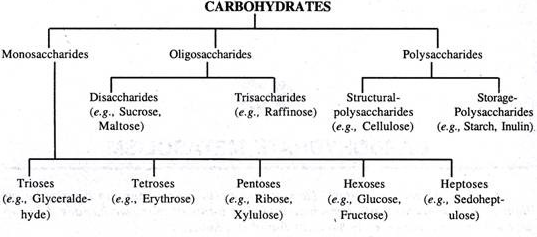 CARBOHYDRATES
Monosaccharides
Oligosaccharides
Polysaccharides
Disaccharides
(e.g., Sucrose,
Maltose)
Trisaccharides
(e.g., Raffinose)
Structural-
polysaccharides
(e.g., Cellulose)
Storage-
Polysaccharides
(e.g., Starch, Inulin)
Trioses
(e.g., Glyceralde-
hyde)
Tetroses
(e.g., Erythrose)
Pentoses
(e.g., Ribose,
Xylulose)
Hexoses
(e.g., Glucose,
Fructose)
Heptoses
(e.g., Sedohept-
ulose)